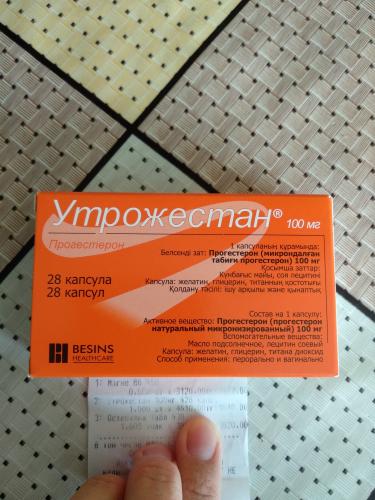 Утрожестан® 100 мг
Прогестерон
1 капсуланың құрамында:
Белсенді зат: Прогестерон (микрондалған
табиғи прогестерон) 100 мг
Қосымша заттар:
Күнбағыс майы, соя лецитині
Капсула: желатин, глицерин, титанның қостотығы
Қолдану тәсілі: ішу арқылы және қынаптық
28 капсула
28 капсул
Состав на 1 капсулу:
Активное вещество: Прогестерон (прогестерон
натуральный микронизированный) 100 мг
Вспомогательные вещества:
Масло подсолнечное, лецитин соевый
Капсула: желатин, глицерин, титана диоксид
Способ применения: перорально и вагинально
BESINS
HEALTHCARE
1: Магне В6